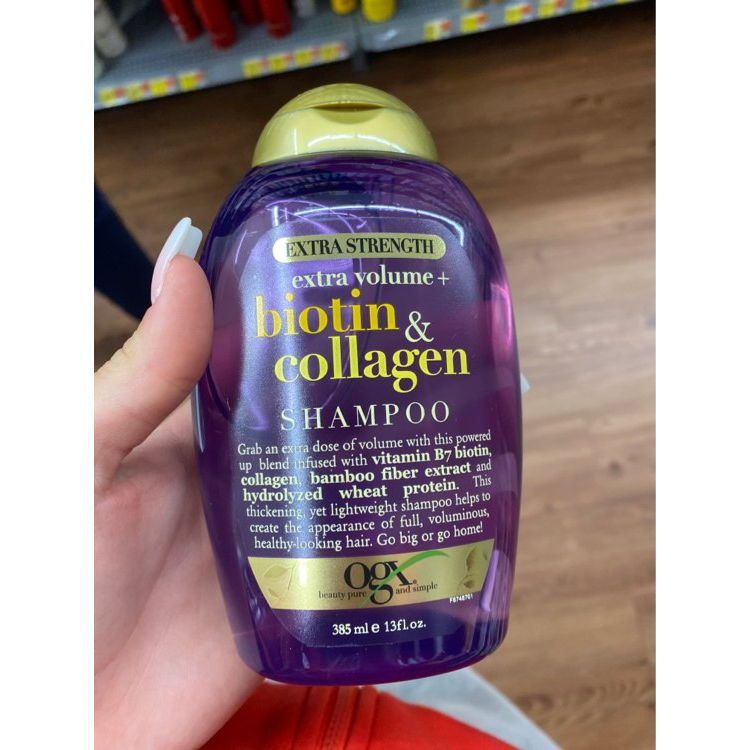 EXTRA STRENGTH
extra volume +
biotin &
collagen
SHAMPOO
Grab an extra dose of volume with this powered
up blend infused with vitamin B7 biotin,
collagen, bamboo fiber extract and
hydrolyzed wheat protein. This
thickening, yet lightweight shampoo helps to
create the appearance of full, voluminous,
healthy-looking hair. Go big or go home!
ogx®
beauty pure and simple
F8748701
385 ml e 13fl.oz.